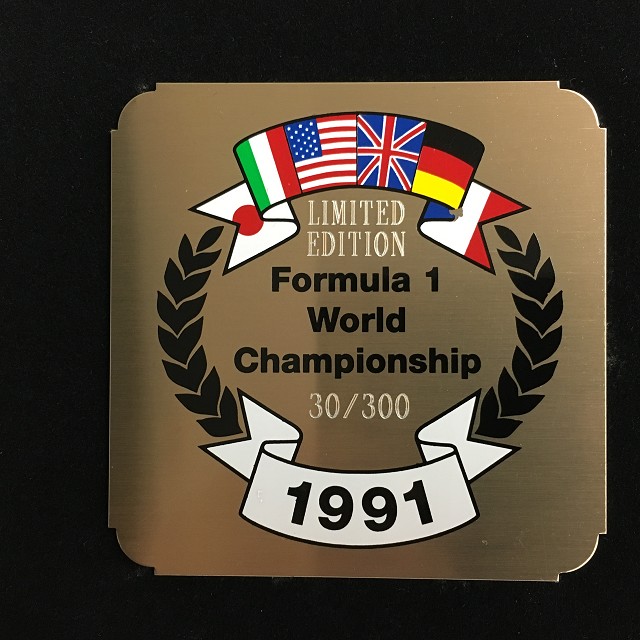 LIMITED
EDITION
Formula 1
World
Championship
30/300
1991